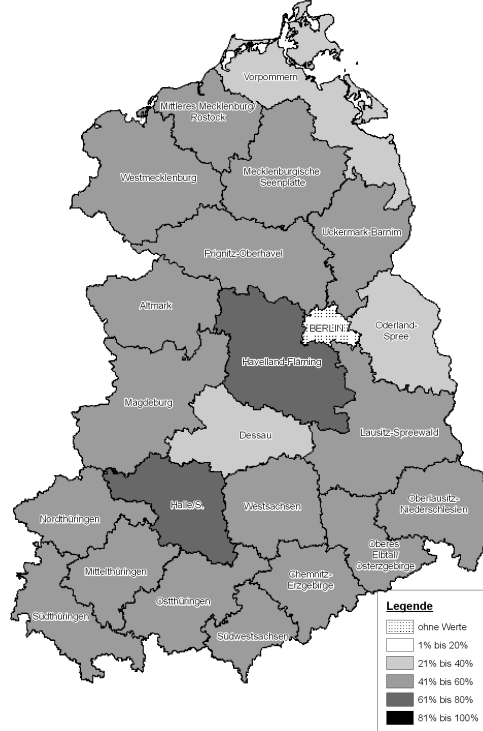 Vorpommern
Mittleres Mecklenburg/
Rostock
Westmecklenburg
Mecklenburgische
Seenplatte
Uckermark-Barnim
Prignitz-Oberhavel
Altmark
BERLIN
Oderland-
Spree
Havelland-Fläming
Magdeburg
Dessau
Lausitz-Spreewald
Halle/S.
Westsachsen
Oberlausitz-
Niederschlesien
Nordthüringen
Oberes
Elbtal/
Osterzgebirge
Mittelthüringen
Chemnitz-
Erzgebirge
Ostthüringen
Südthüringen
Südwestsachsen
Legende
ohne Werte
1% bis 20%
21% bis 40%
41% bis 60%
61% bis 80%
81% bis 100%